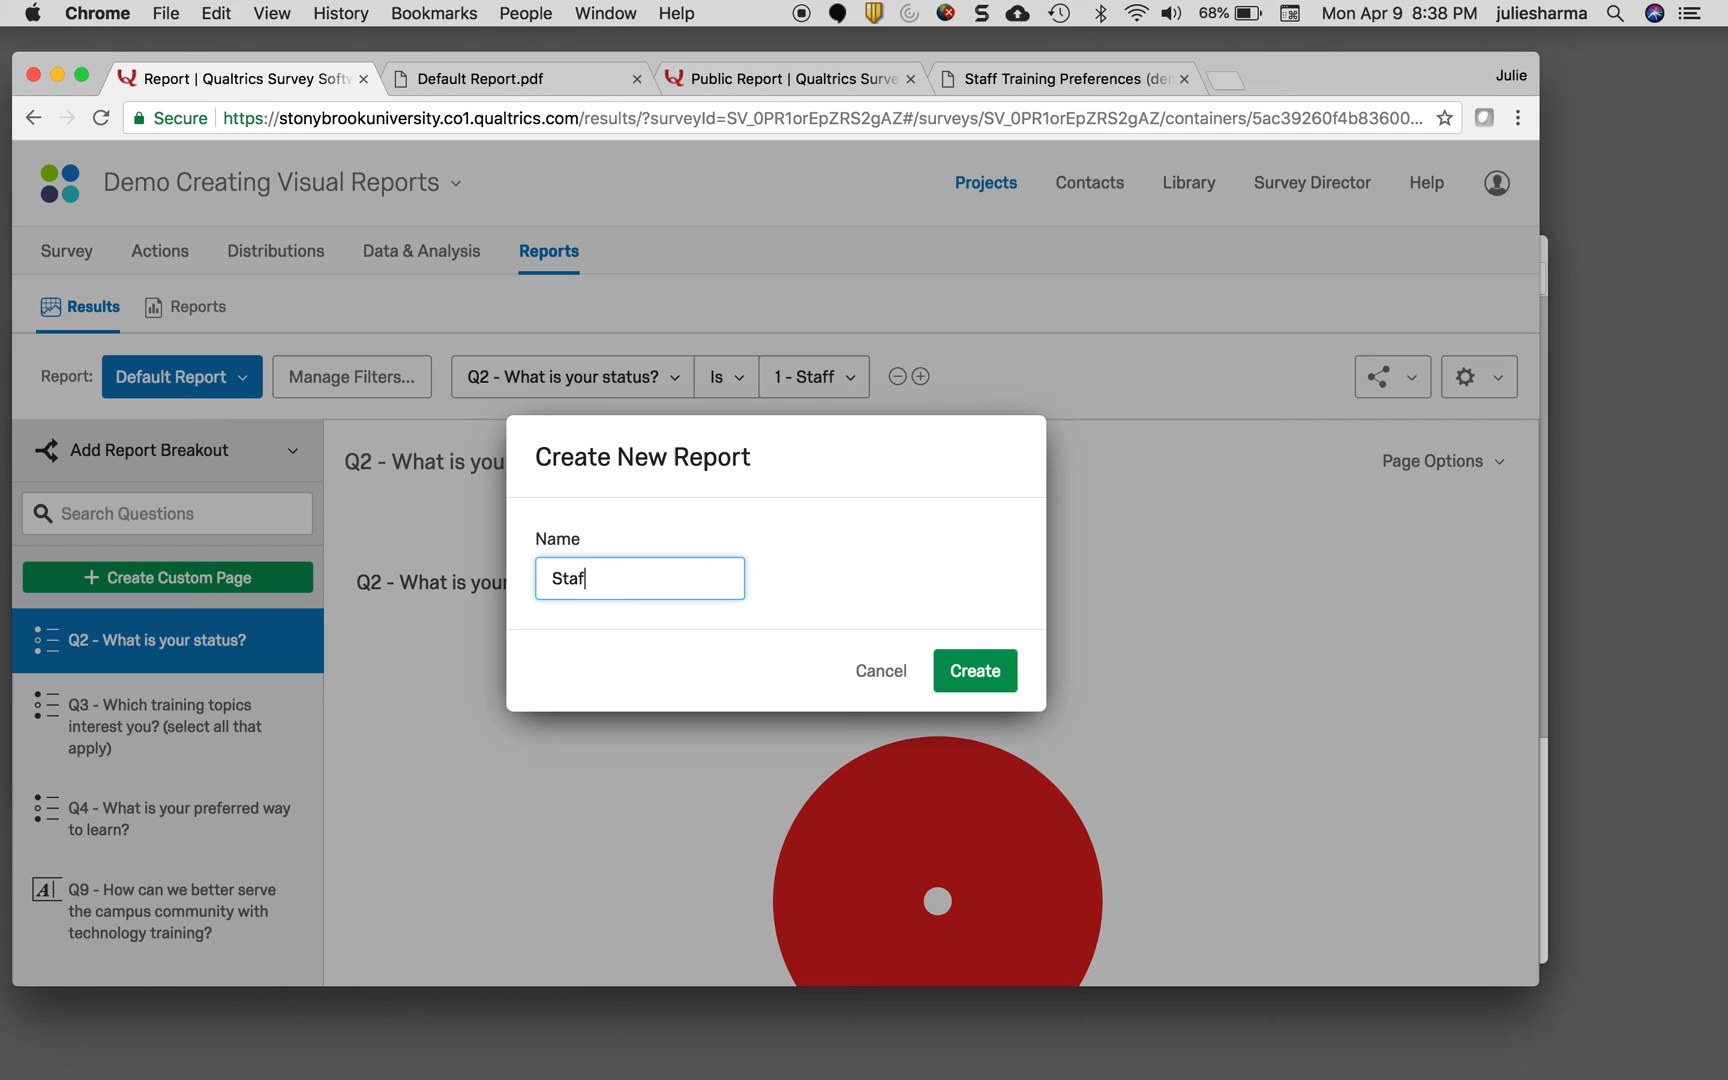 Chrome File Edit View History Bookmarks People Window Help 68% Mon Apr 9 8:38 PM juliesharma
Report | Qualtrics Survey Softw Default Report.pdf Public Report | Qualtrics Surve Staff Training Preferences (den Julie
Secure https://stonybrookuniversity.co1.qualtrics.com/results/?surveyId=SV_0PR1orEpZRS2gAZ#/surveys/SV_0PR1orEpZRS2gAZ/containers/5ac39260f4b83600...
Demo Creating Visual Reports Projects Contacts Library Survey Director Help
Survey Actions Distributions Data & Analysis Reports
Results Reports
Report: Default Report Manage Filters... Q2 - What is your status? Is 1 - Staff
Add Report Breakout
Search Questions
+ Create Custom Page
Q2 - What is your status?
Q3 - Which training topics
interest you? (select all that
apply)
Q4 - What is your preferred way
to learn?
A
Q9 - How can we better serve
the campus community with
technology training?
Q2 - What is you
Page Options
Q2 - What is your
Create New Report
Name
Staf
Cancel Create